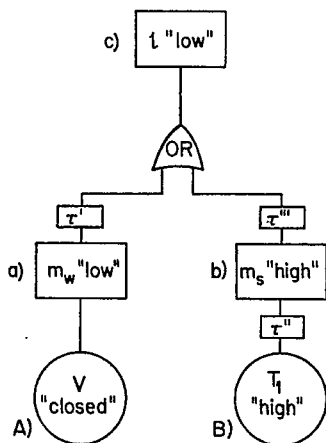 c) l "low"
OR
τ' τ'''
a) m_w "low" b) m_s "high"
τ''
V T_1
"closed" "high"
A) B)